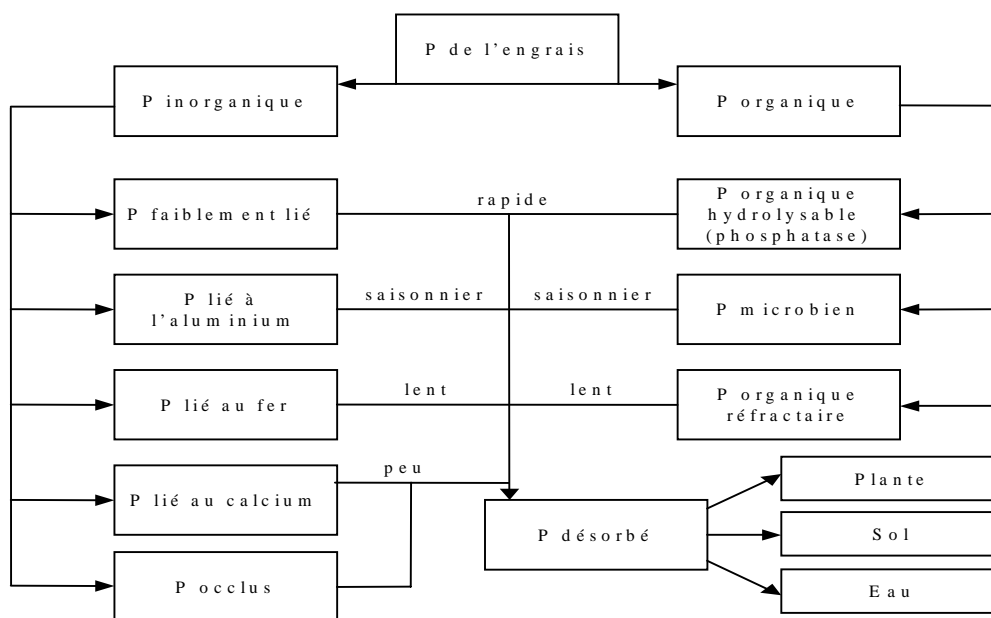 P de l'engrais
P inorganique
P organique
P faiblement lié
rapide
P organique
hydrolysable
(phosphatase)
P lié à
l'aluminium
saisonnier
saisonnier
P microbien
P lié au fer
lent
lent
P organique
réfractaire
P lié au calcium
peu
P désorbé
Plante
Sol
Eau
P occlus